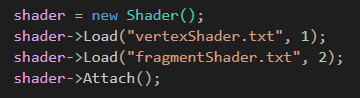 shader = new Shader();
shader->Load("vertexShader.txt", 1);
shader->Load("fragmentShader.txt", 2);
shader->Attach();